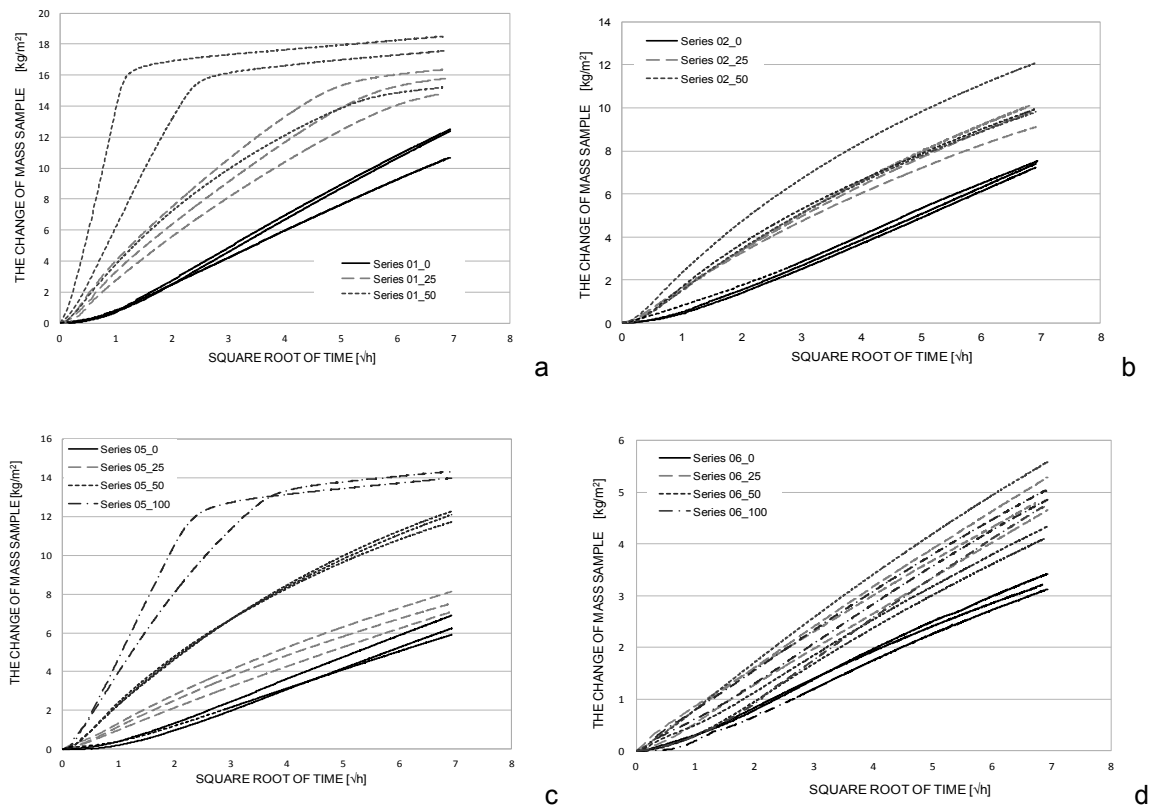 THE CHANGE OF MASS SAMPLE [kg/m²]
20
18
16
14
12
10
8
6
4
2
0
Series 01_0
Series 01_25
Series 01_50
0 1 2 3 4 5 6 7 8
SQUARE ROOT OF TIME [√h]
a
THE CHANGE OF MASS SAMPLE [kg/m²]
14
12
10
8
6
4
2
0
Series 02_0
Series 02_25
Series 02_50
0 1 2 3 4 5 6 7 8
SQUARE ROOT OF TIME [√h]
b
THE CHANGE OF MASS SAMPLE [kg/m²]
16
14
12
10
8
6
4
2
0
Series 05_0
Series 05_25
Series 05_50
Series 05_100
0 1 2 3 4 5 6 7 8
SQUARE ROOT OF TIME [√h]
c
THE CHANGE OF MASS SAMPLE [kg/m²]
6
5
4
3
2
1
0
Series 06_0
Series 06_25
Series 06_50
Series 06_100
0 1 2 3 4 5 6 7 8
SQUARE ROOT OF TIME [√h]
d